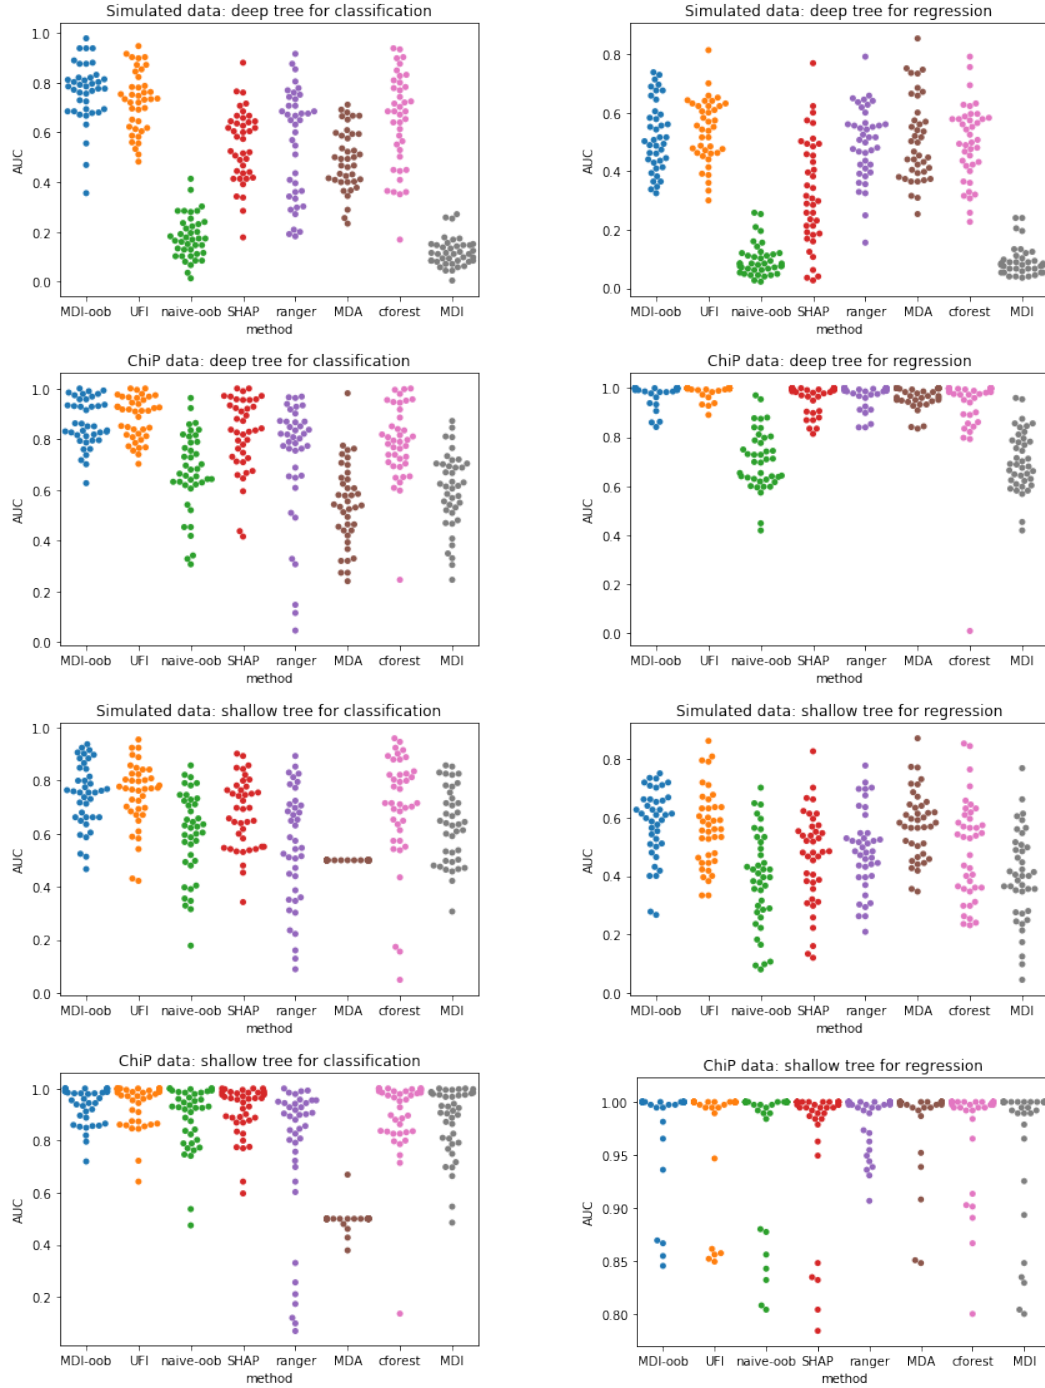 Simulated data: deep tree for classification
1.0
0.8
0.6
0.4
0.2
0.0
AUC
MDI-oob UFI naive-oob SHAP ranger MDA cforest MDI
method
Simulated data: deep tree for regression
0.8
0.6
0.4
0.2
0.0
AUC
MDI-oob UFI naive-oob SHAP ranger MDA cforest MDI
method
ChiP data: deep tree for classification
1.0
0.8
0.6
0.4
0.2
0.0
AUC
MDI-oob UFI naive-oob SHAP ranger MDA cforest MDI
method
ChiP data: deep tree for regression
1.0
0.8
0.6
0.4
0.2
0.0
AUC
MDI-oob UFI naive-oob SHAP ranger MDA cforest MDI
method
Simulated data: shallow tree for classification
1.0
0.8
0.6
0.4
0.2
0.0
AUC
MDI-oob UFI naive-oob SHAP ranger MDA cforest MDI
method
Simulated data: shallow tree for regression
0.8
0.6
0.4
0.2
0.0
AUC
MDI-oob UFI naive-oob SHAP ranger MDA cforest MDI
method
ChiP data: shallow tree for classification
1.0
0.8
0.6
0.4
0.2
AUC
MDI-oob UFI naive-oob SHAP ranger MDA cforest MDI
method
ChiP data: shallow tree for regression
1.00
0.95
0.90
0.85
0.80
AUC
MDI-oob UFI naive-oob SHAP ranger MDA cforest MDI
method